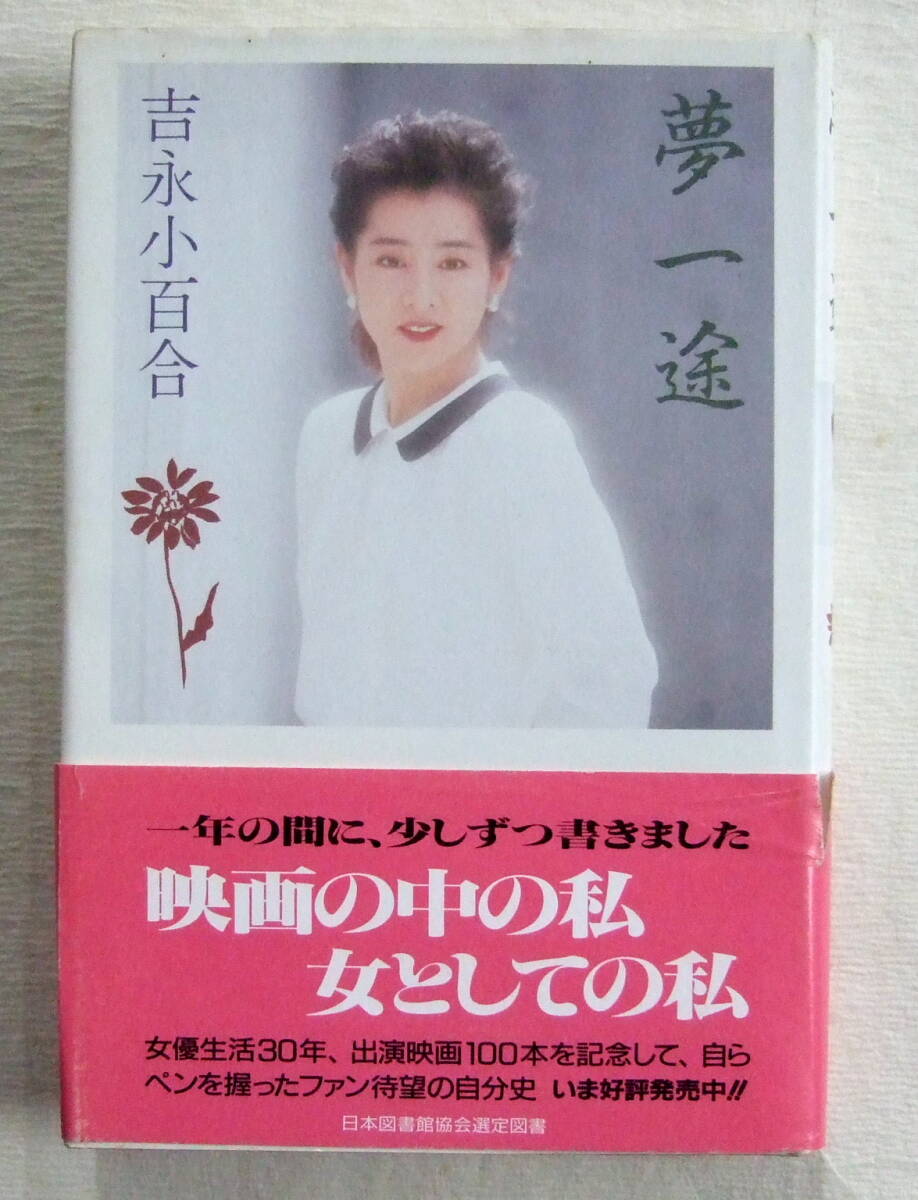 夢一途
吉永小百合
一年の間に、少しずつ書きました
映画の中の私
女としての私
女優生活30年、出演映画100本を記念して、自ら
ペンを握ったファン待望の自分史 いま好評発売中!!
日本図書館協会選定図書